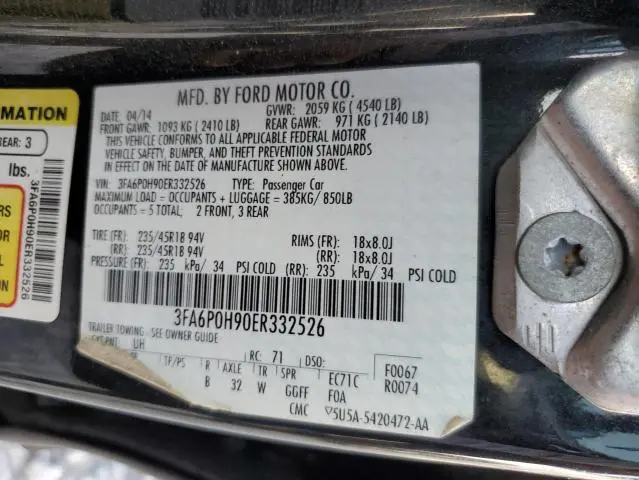 MFD. BY FORD MOTOR CO.
DATE: 04/14 GVWR: 2059 KG ( 4540 LB)
FRONT GAWR: 1093 KG ( 2410 LB) REAR GAWR: 971 KG ( 2140 LB)
THIS VEHICLE CONFORMS TO ALL APPLICABLE FEDERAL MOTOR
VEHICLE SAFETY, BUMPER, AND THEFT PREVENTION STANDARDS
IN EFFECT ON THE DATE OF MANUFACTURE SHOWN ABOVE.
VIN: 3FA6P0H90ER332526 TYPE: Passenger Car
MAXIMUM LOAD = OCCUPANTS + LUGGAGE = 385KG/ 850LB
OCCUPANTS = 5 TOTAL; 2 FRONT, 3 REAR
TIRE (FR): 235/45R18 94V RIMS (FR): 18x8.0J
(RR): 235/45R18 94V (RR): 18x8.0J
PRESSURE (FR): 235 kPa/ 34 PSI COLD (RR): 235 kPa/ 34 PSI COLD
3FA6P0H90ER332526
TRAILER TOWING - SEE OWNER GUIDE
EXT PNT: UH RC: 71 DSO: F0067
TP/PS R AXLE TR SPR EC71C R0074
B 32 W GGFF F0A
CMC 5U5A-5420472-AA
MATION
REAR: 3
lbs.
3FA6P0H90ER332526
RS
OR
ION